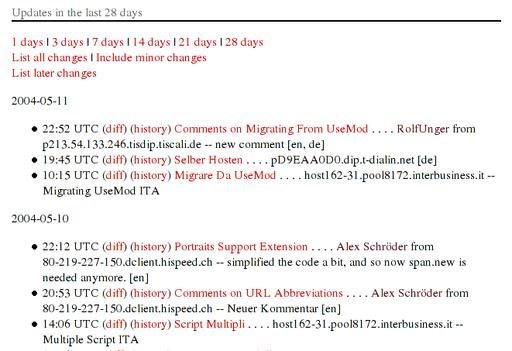 Updates in the last 28 days
1 days | 3 days | 7 days | 14 days | 21 days | 28 days
List all changes | Include minor changes
List later changes
2004-05-11
22:52 UTC (diff) (history) Comments on Migrating From UseMod . . . . RolfUnger from
p213.54.133.246.tisdip.tiscali.de -- new comment [en, de]
19:45 UTC (diff) (history) Selber Hosten . . . . pD9EAA0D0.dip.t-dialin.net [de]
10:15 UTC (diff) (history) Migrare Da UseMod . . . . host162-31.pool8172.interbusiness.it --
Migrating UseMod ITA
2004-05-10
22:12 UTC (diff) (history) Portraits Support Extension . . . . Alex Schröder from
80-219-227-150.dclient.hispeed.ch -- simplified the code a bit, and so now span.new is
needed anymore. [en]
20:53 UTC (diff) (history) Comments on URL Abbreviations . . . . Alex Schröder from
80-219-227-150.dclient.hispeed.ch -- Neuer Kommentar [en]
14:06 UTC (diff) (history) Script Multipli . . . . host162-31.pool8172.interbusiness.it --
Multiple Script ITA